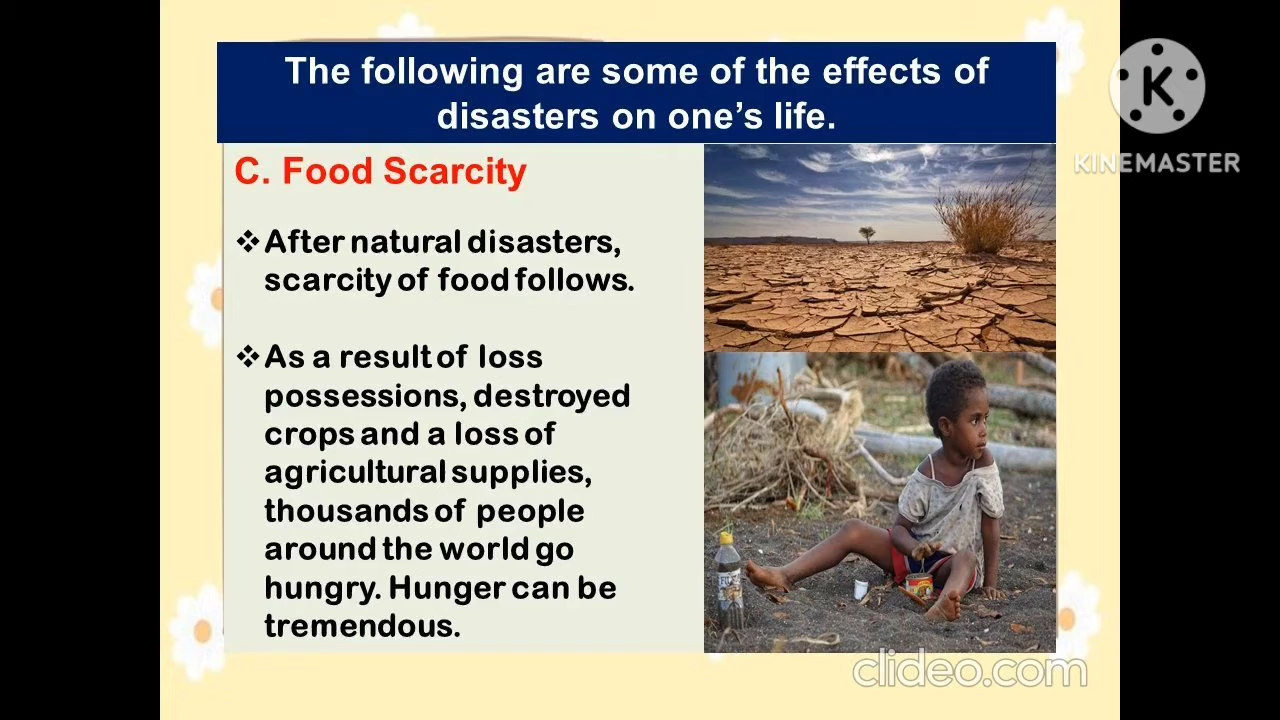 The following are some of the effects of
disasters on one’s life.
K
KINEMASTER
C. Food Scarcity
❖After natural disasters,
scarcity of food follows.
❖As a result of loss
possessions, destroyed
crops and a loss of
agricultural supplies,
thousands of people
around the world go
hungry. Hunger can be
tremendous.
clideo.com